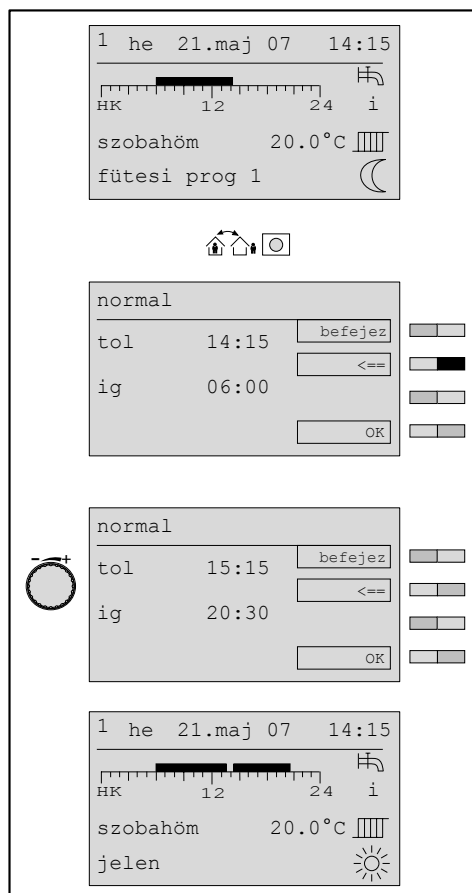 1 he 21.maj 07 14:15
HK 12 24 i
szobahöm 20.0°C
fütesi prog 1
normal
befejez
tol 14:15
<==
ig 06:00
OK
normal
- +
befejez
tol 15:15
<==
ig 20:30
OK
1 he 21.maj 07 14:15
HK 12 24 i
szobahöm 20.0°C
jelen